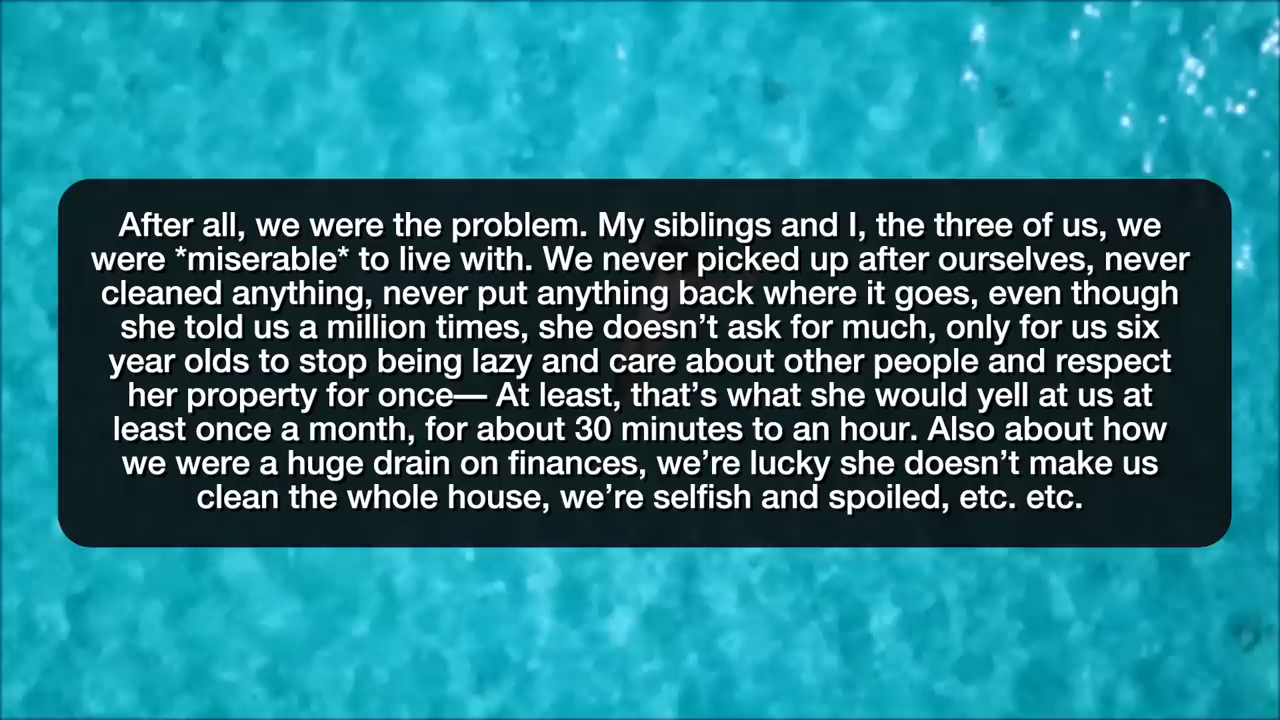 After all, we were the problem. My siblings and I, the three of us, we
were *miserable* to live with. We never picked up after ourselves, never
cleaned anything, never put anything back where it goes, even though
she told us a million times, she doesn’t ask for much, only for us six
year olds to stop being lazy and care about other people and respect
her property for once— At least, that’s what she would yell at us at
least once a month, for about 30 minutes to an hour. Also about how
we were a huge drain on finances, we’re lucky she doesn’t make us
clean the whole house, we’re selfish and spoiled, etc. etc.